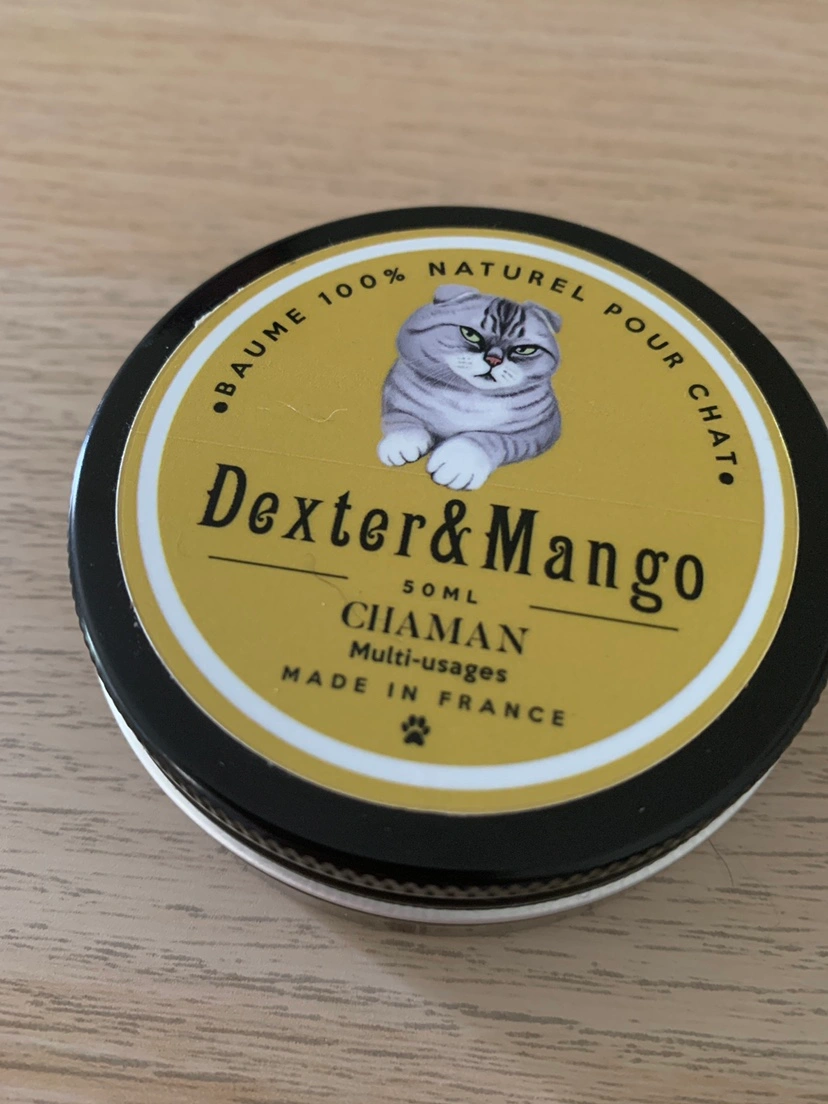 •BAUME 100% NATUREL POUR CHAT•
Dexter&Mango
50ML
CHAMAN
Multi-usages
MADE IN FRANCE